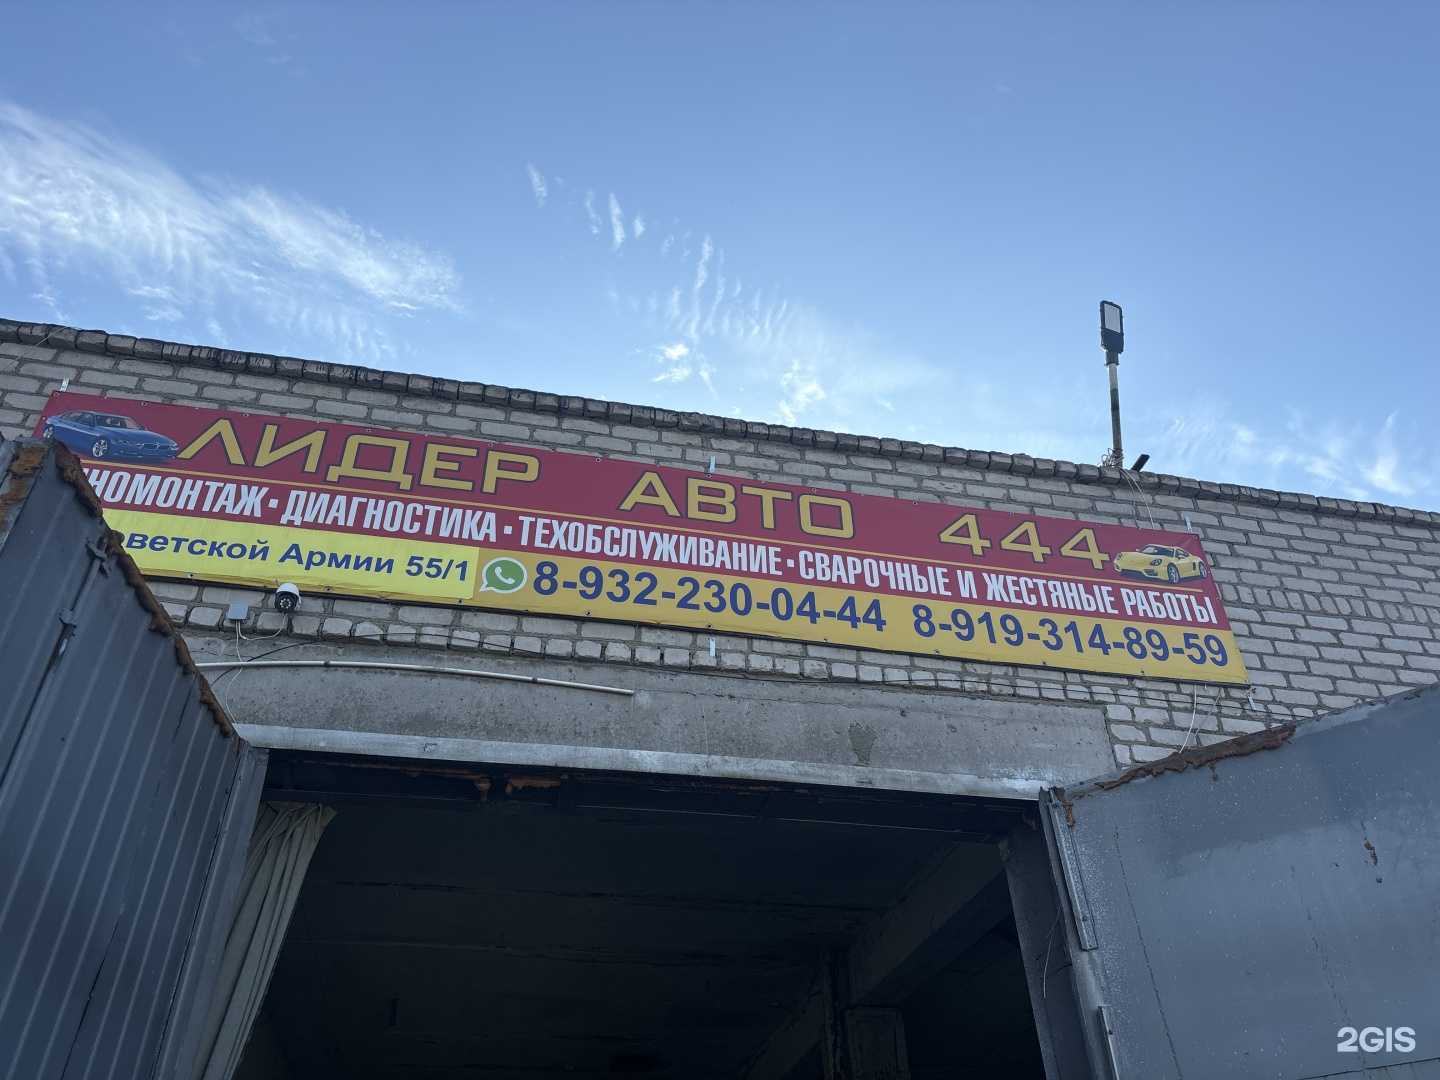 ЛИДЕР АВТО 444
НОМОНТАЖ • ДИАГНОСТИКА • ТЕХОБСЛУЖИВАНИЕ • СВАРОЧНЫЕ И ЖЕСТЯНЫЕ РАБОТЫ
оветской Армии 55/1 8-932-230-04-44 8-919-314-89-59
2GIS